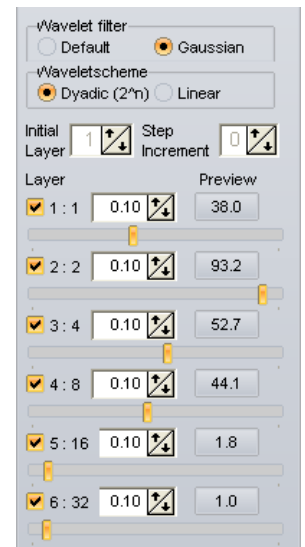 Wavelet filter
Default Gaussian
Waveletscheme
Dyadic (2^n) Linear
Initial Layer 1 Step Increment 0
Layer Preview
1 : 1 0.10 38.0
2 : 2 0.10 93.2
3 : 4 0.10 52.7
4 : 8 0.10 44.1
5 : 16 0.10 1.8
6 : 32 0.10 1.0